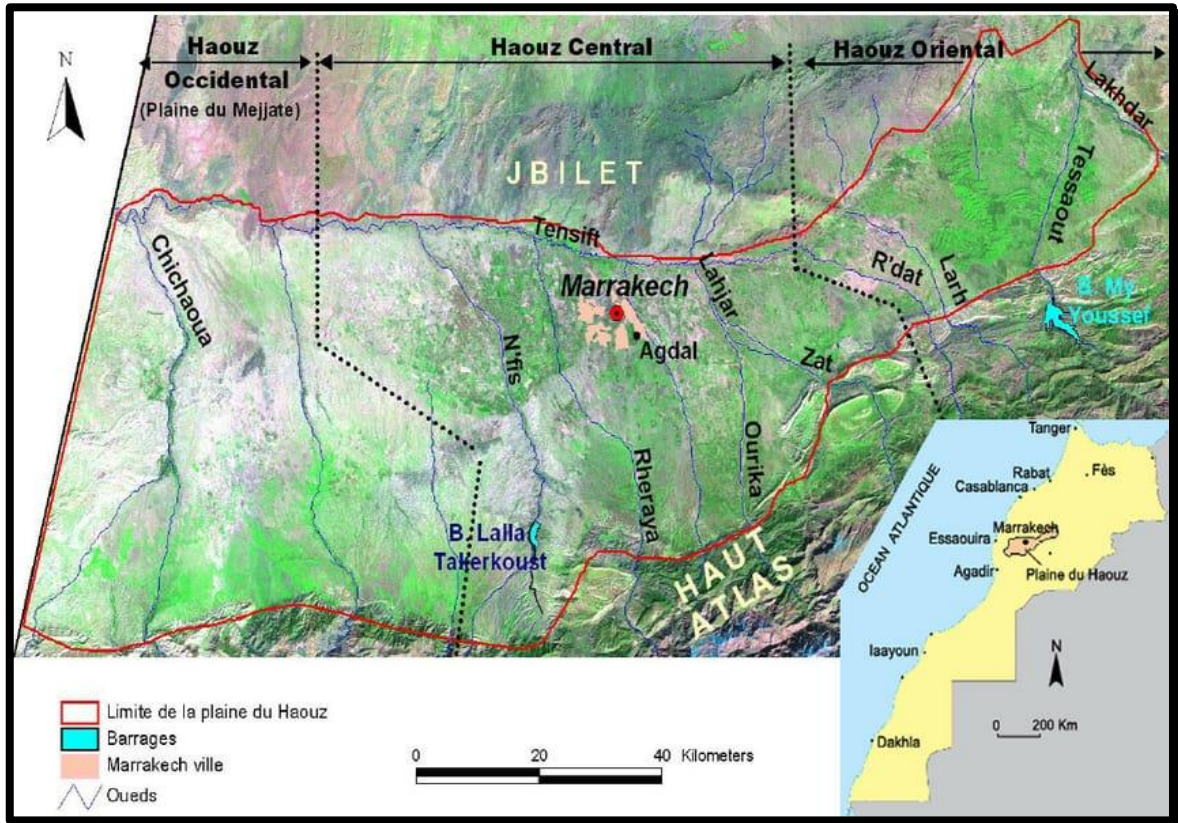 Haouz
Occidental
(Plaine du Mejjate)
Haouz Central
Haouz Oriental
N
JBILET
Lakhdar
Tessaout
Tensift
Chichaoua
Marrakech
Agdal
Lahjar
R'dat
Larh
B. My
Youssef
N'fis
Zat
Rheraya
Ourika
B. Lalla
Takerkoust
HAUT
ATLAS
Limite de la plaine du Haouz
Barrages
Marrakech ville
Oueds
0 20 40 Kilometers
OCEAN ATLANTIQUE
Tanger
Rabat
Fès
Casablanca
Marrakech
Essaouira
Agadir
Plaine du Haouz
laayoun
N
0 200 Km
Dakhla